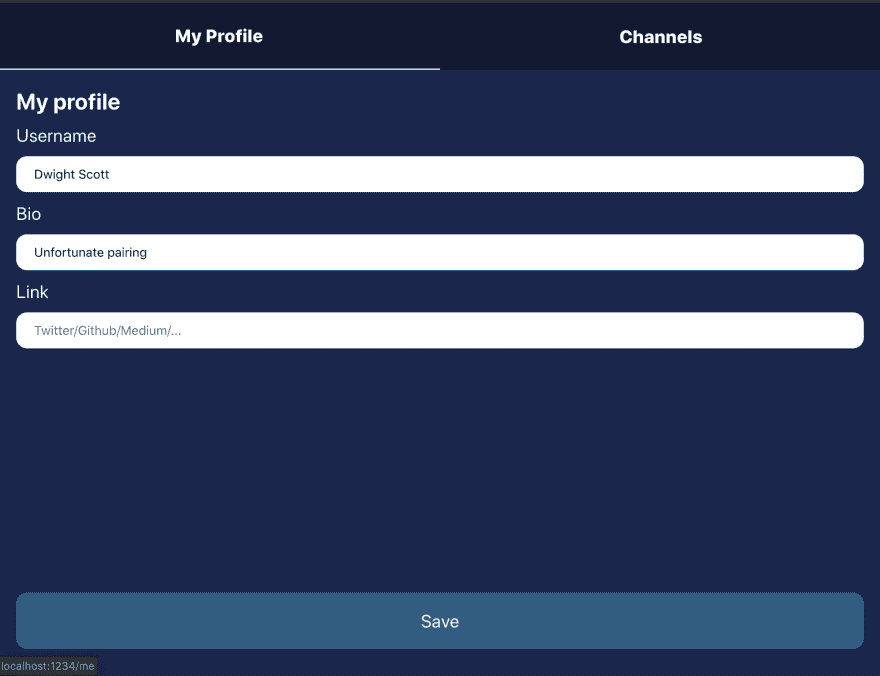 My Profile
Channels
My profile
Username
Dwight Scott
Bio
Unfortunate pairing
Link
Twitter/Github/Medium/...
Save
localhost:1234/me